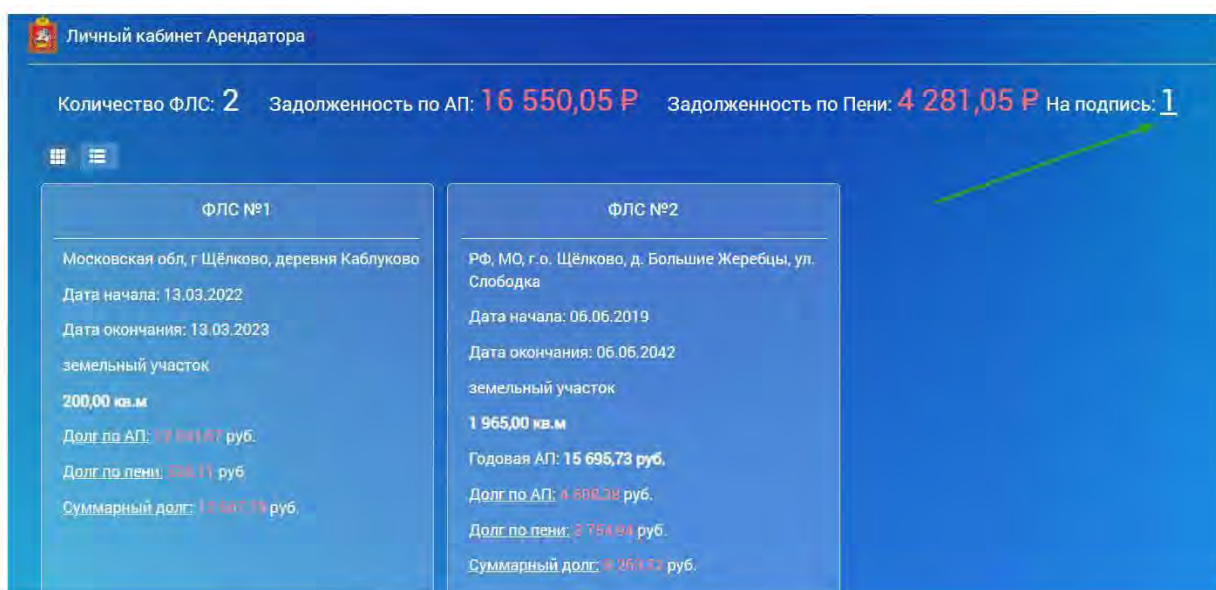 Личный кабинет Арендатора
Количество ФЛС: 2 Задолженность по АП: 16 550,05 ₽ Задолженность по Пени: 4 281,05 ₽ На подпись: 1
ФЛС №1
Московская обл, г Щёлково, деревня Каблуково
Дата начала: 13.03.2022
Дата окончания: 13.03.2023
земельный участок
200,00 кв.м
Долг по АП: руб.
Долг по пени: руб
Суммарный долг: руб.
ФЛС №2
РФ, МО, г.о. Щёлково, д. Большие Жеребцы, ул.
Слободка
Дата начала: 06.06.2019
Дата окончания: 06.06.2042
земельный участок
1 965,00 кв.м
Годовая АП: 15 695,73 руб.
Долг по АП: руб.
Долг по пени: руб.
Суммарный долг: руб.